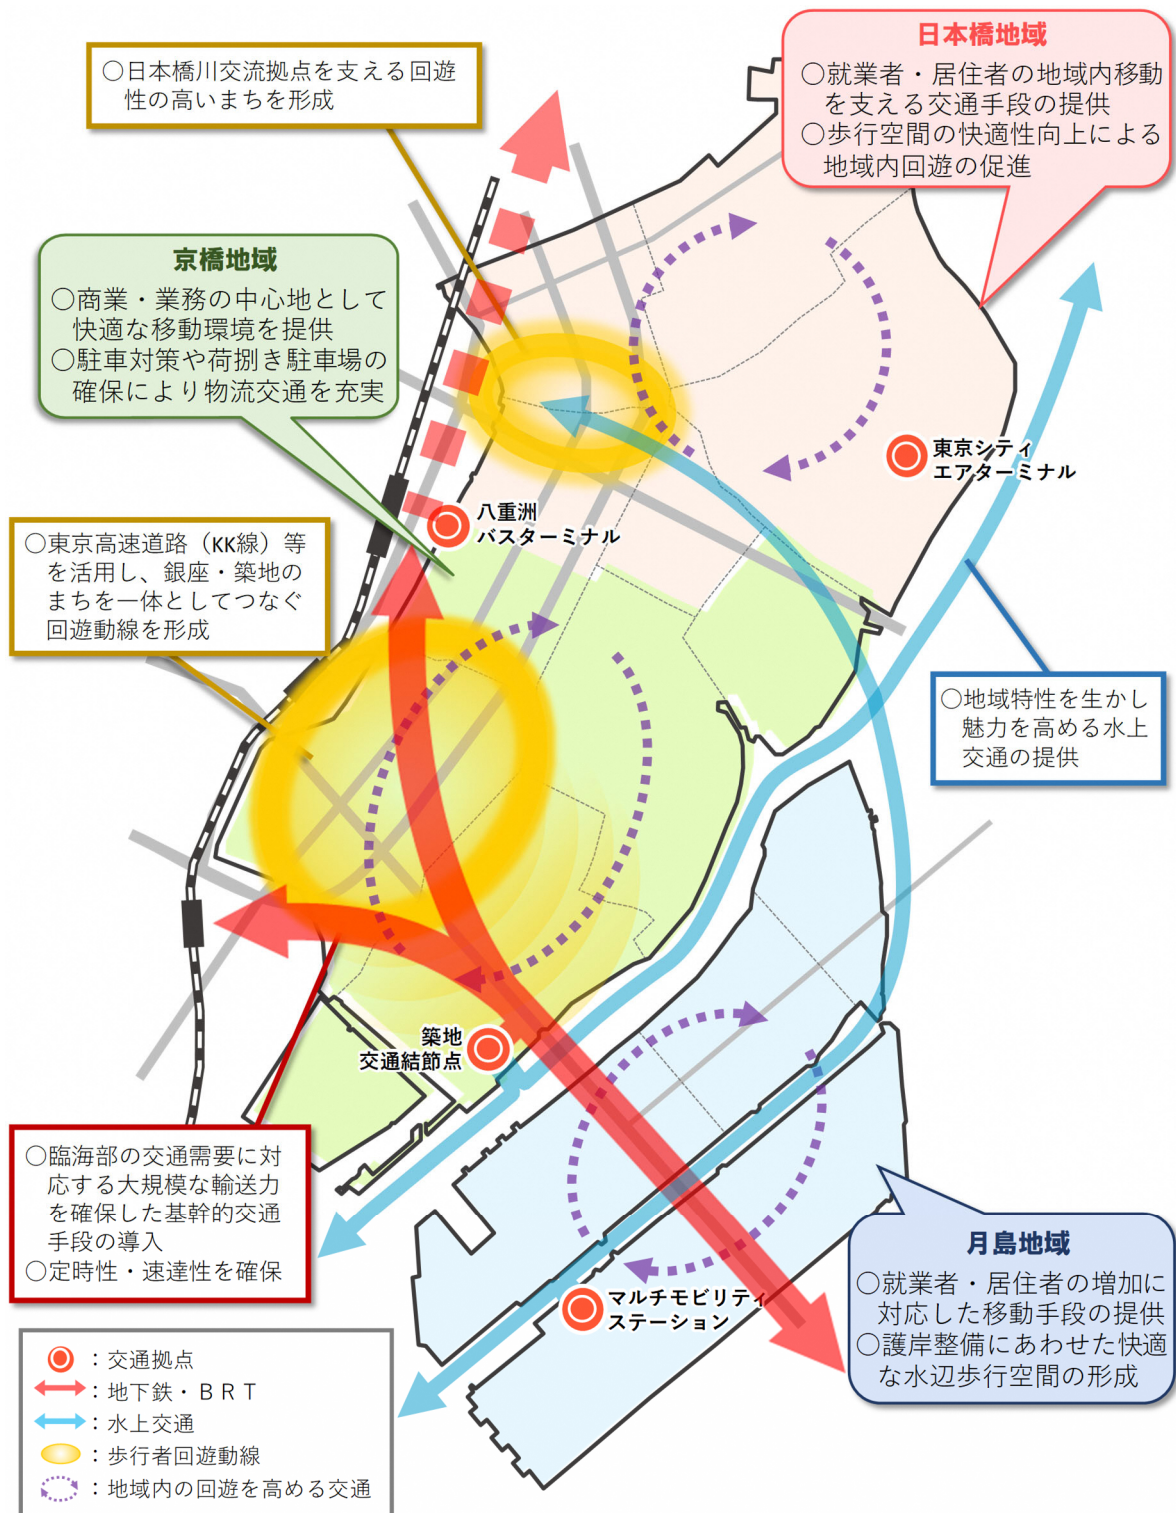 ○日本橋川交流拠点を支える回遊
性の高いまちを形成
日本橋地域
○就業者・居住者の地域内移動
を支える交通手段の提供
○歩行空間の快適性向上による
地域内回遊の促進
京橋地域
○商業・業務の中心地として
快適な移動環境を提供
○駐車対策や荷捌き駐車場の
確保により物流交通を充実
東京シティ
エアターミナル
八重洲
バスターミナル
○東京高速道路（KK線）等
を活用し、銀座・築地の
まちを一体としてつなぐ
回遊動線を形成
○地域特性を生かし
魅力を高める水上
交通の提供
築地
交通結節点
○臨海部の交通需要に対
応する大規模な輸送力
を確保した基幹的交通
手段の導入
○定時性・速達性を確保
マルチモビリティ
ステーション
月島地域
○就業者・居住者の増加に
対応した移動手段の提供
○護岸整備にあわせた快適
な水辺歩行空間の形成
：交通拠点
：地下鉄・ＢＲＴ
：水上交通
：歩行者回遊動線
：地域内の回遊を高める交通